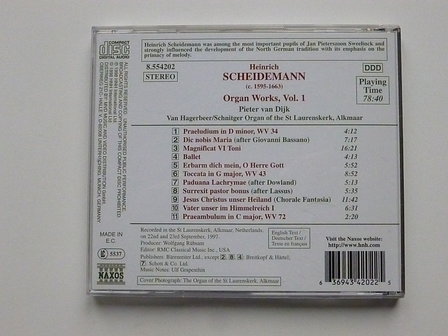 Heinrich Scheidemann was among the most important pupils of Jan Pieterszoon Sweelinck and
strongly influenced the development of the North German tradition with its emphasis on the
primacy of melody.
COMPACT
disc
DIGITAL AUDIO
8.554202
STEREO
Heinrich
SCHEIDEMANN
(c. 1595-1663)
Organ Works, Vol. 1
Pieter van Dijk
Van Hagerbeer/Schnitger Organ of the St Laurenskerk, Alkmaar
DDD
Playing
Time
78:40
1 Praeludium in D minor, WV 34 4:12
2 Dic nobis Maria (after Giovanni Bassano) 7:17
3 Magnificat VI Toni 16:21
4 Ballet 4:13
5 Erbarm dich mein, O Herre Gott 5:52
6 Toccata in G major, WV 43 8:52
7 Paduana Lachrymae (after Dowland) 5:13
8 Surrexit pastor bonus (after Lassus) 5:35
9 Jesus Christus unser Heiland (Chorale Fantasia) 11:42
10 Vater unser im Himmelreich I 6:31
11 Praeambulum in C major, WV 72 2:20
MADE IN
E.C.
5537
NAXOS
Recorded in the St Laurenskerk, Alkmaar, Netherlands,
on 22nd and 23rd September, 1997.
Producer: Wolfgang Rübsam
Editor: RMC Classical Music Inc., USA
Publishers: Bärenreiter Ltd., except 2, 8, 4, Breitkopf & Härtel,
7 Schott & Co. Ltd.
Music Notes: Ulf Grapenthin
English Text /
Deutscher Text /
Texte en français
Cover Photograph: The Organ of the St Laurenskerk, Alkmaar
Visit the Naxos website:
http://www.hnh.com
6 36943 42022 5